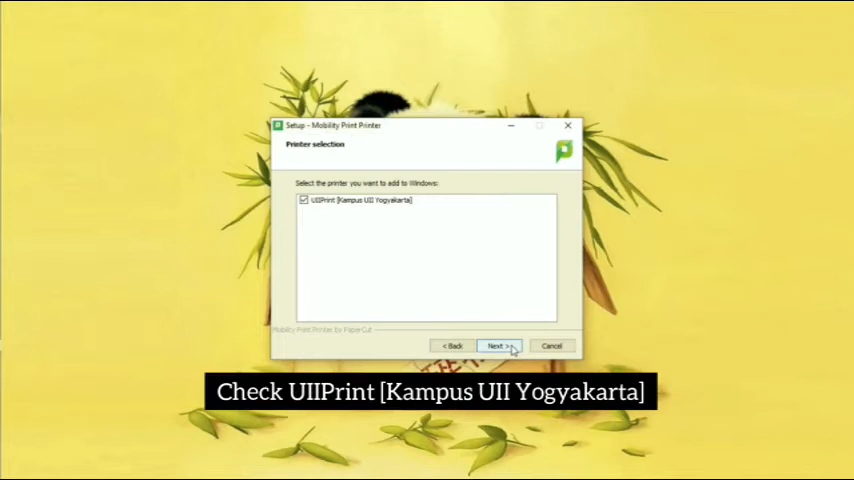 Setup - Mobility Print Printer
Printer selection
Select the printer you want to add to Windows:
UIIPrint [Kampus UII Yogyakarta]
Mobility Print Printer by PaperCut
< Back
Next >
Cancel
Check UIIPrint [Kampus UII Yogyakarta]